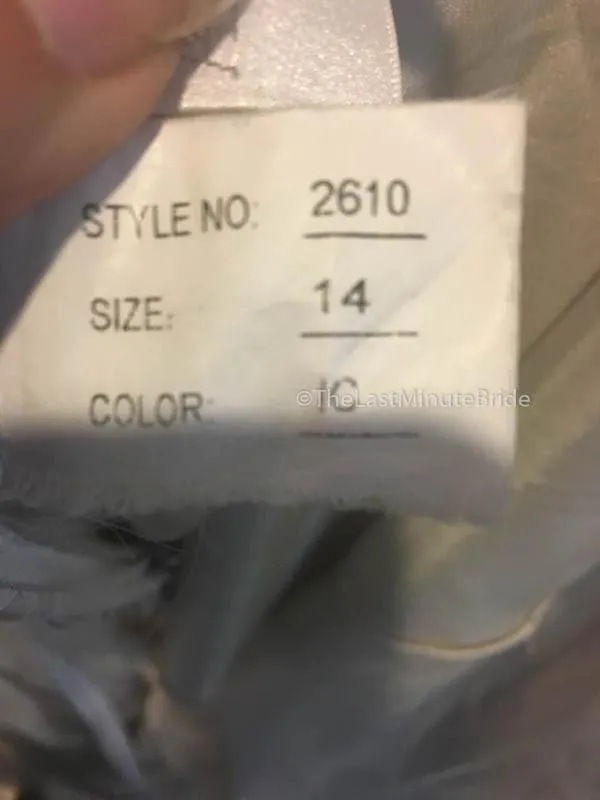 STYLE NO: 2610
SIZE: 14
COLOR: IC
©TheLastMinuteBride